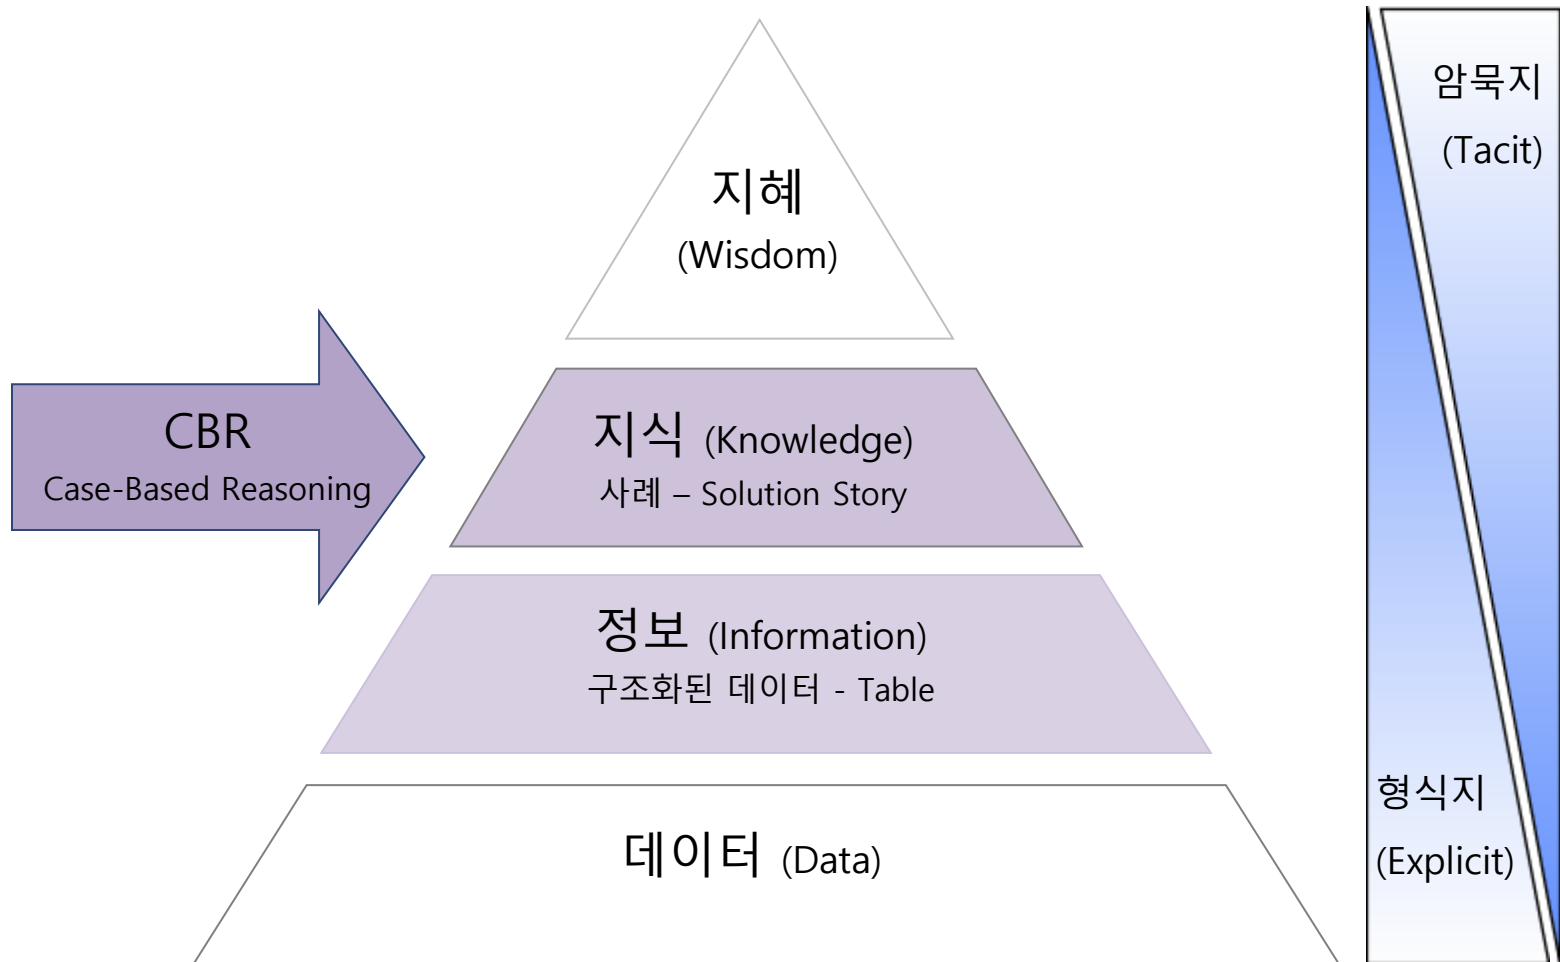 지혜
(Wisdom)
암묵지
(Tacit)
CBR
Case-Based Reasoning
지식 (Knowledge)
사례 – Solution Story
정보 (Information)
구조화된 데이터 - Table
데이터 (Data)
형식지
(Explicit)